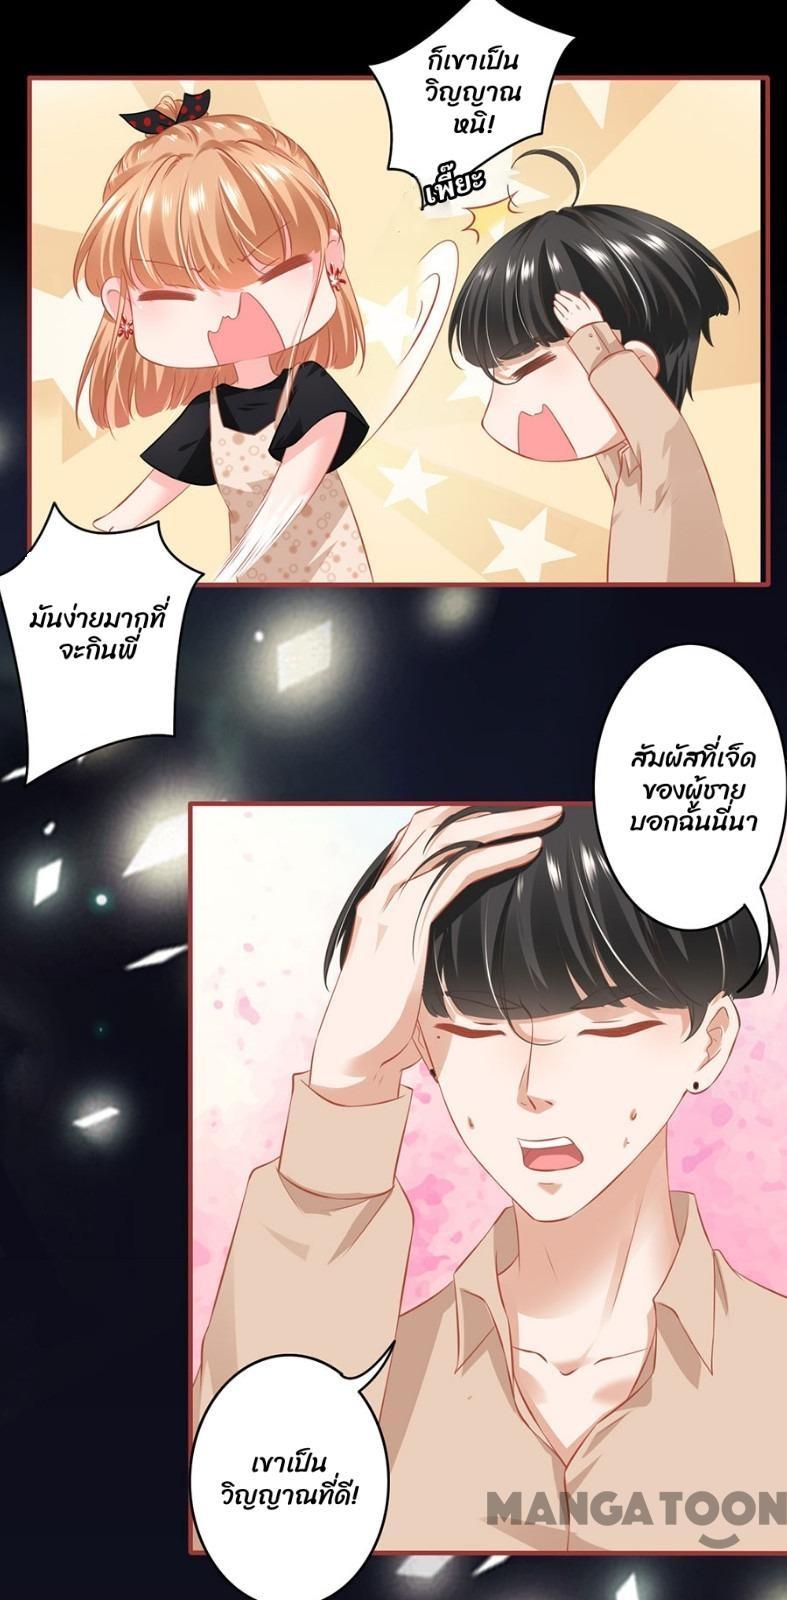 ก็เขาเป็น
วิญญาณ
หนิ!
เพี๊ยะ
มันง่ายมากที่
จะกินพี่
สัมผัสที่เจ็ด
ของผู้ชาย
บอกฉันนี่นา
เขาเป็น
วิญญาณที่ดี!
MANGATOON